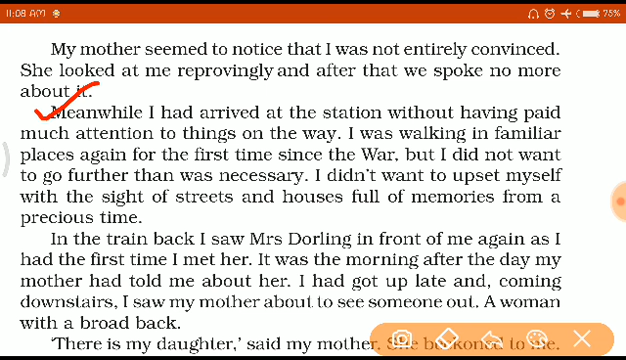 11:08 AM
75%
My mother seemed to notice that I was not entirely convinced.
She looked at me reprovingly and after that we spoke no more
about it.
Meanwhile I had arrived at the station without having paid
much attention to things on the way. I was walking in familiar
places again for the first time since the War, but I did not want
to go further than was necessary. I didn't want to upset myself
with the sight of streets and houses full of memories from a
precious time.
In the train back I saw Mrs Dorling in front of me again as I
had the first time I met her. It was the morning after the day my
mother had told me about her. I had got up late and, coming
downstairs, I saw my mother about to see someone out. A woman
with a broad back.
'There is my daughter,' said my mother. She beckoned to me.